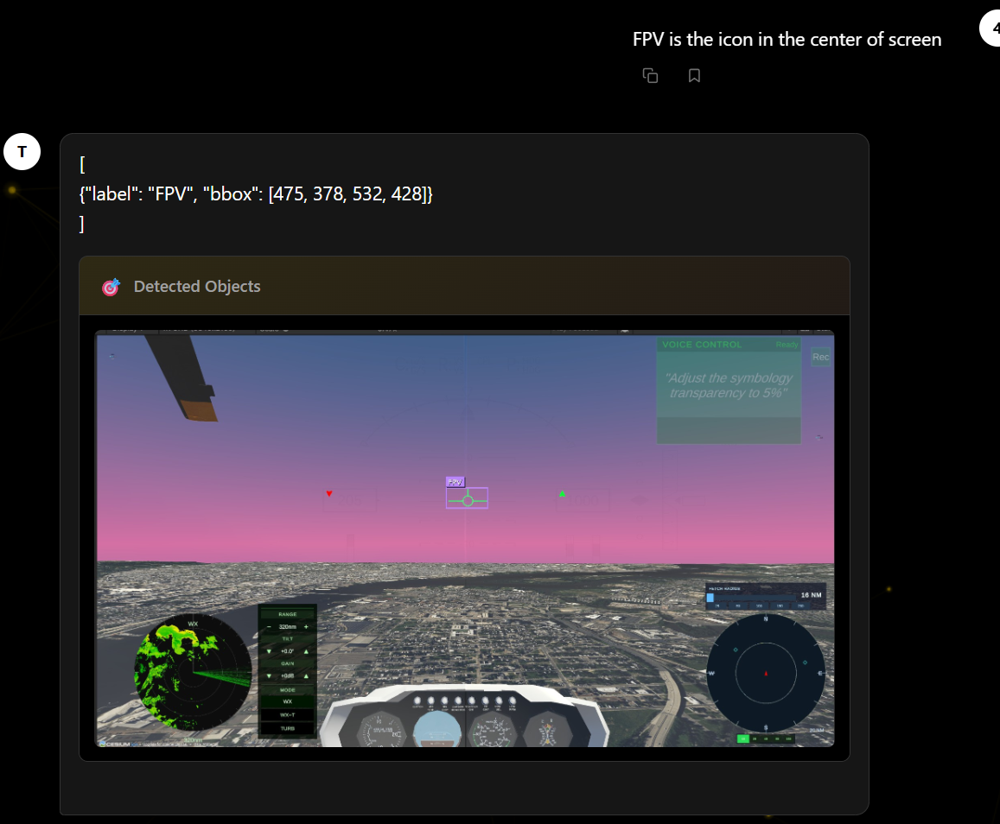 FPV is the icon in the center of screen
4
T
[
{"label": "FPV", "bbox": [475, 378, 532, 428]}
]
Detected Objects
VOICE CONTROL
Ready
Rec
"Adjust the symbology
transparency to 5%"
FPV
WX
RANGE
− 320nm +
TILT
+0.0°
GAIN
+0dB
MODE
WX
WX+T
TURB
320nm
CESIUM
16 NM
N
W
E
S